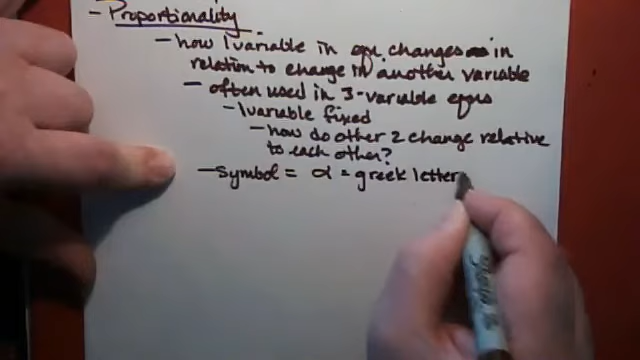 - Proportionality
- how 1 variable in eqn changes in
relation to change in another variable
- often used in 3-variable eqns
- 1 variable fixed
- how do other 2 change relative
to each other?
- symbol = α = greek letter
Sharpie